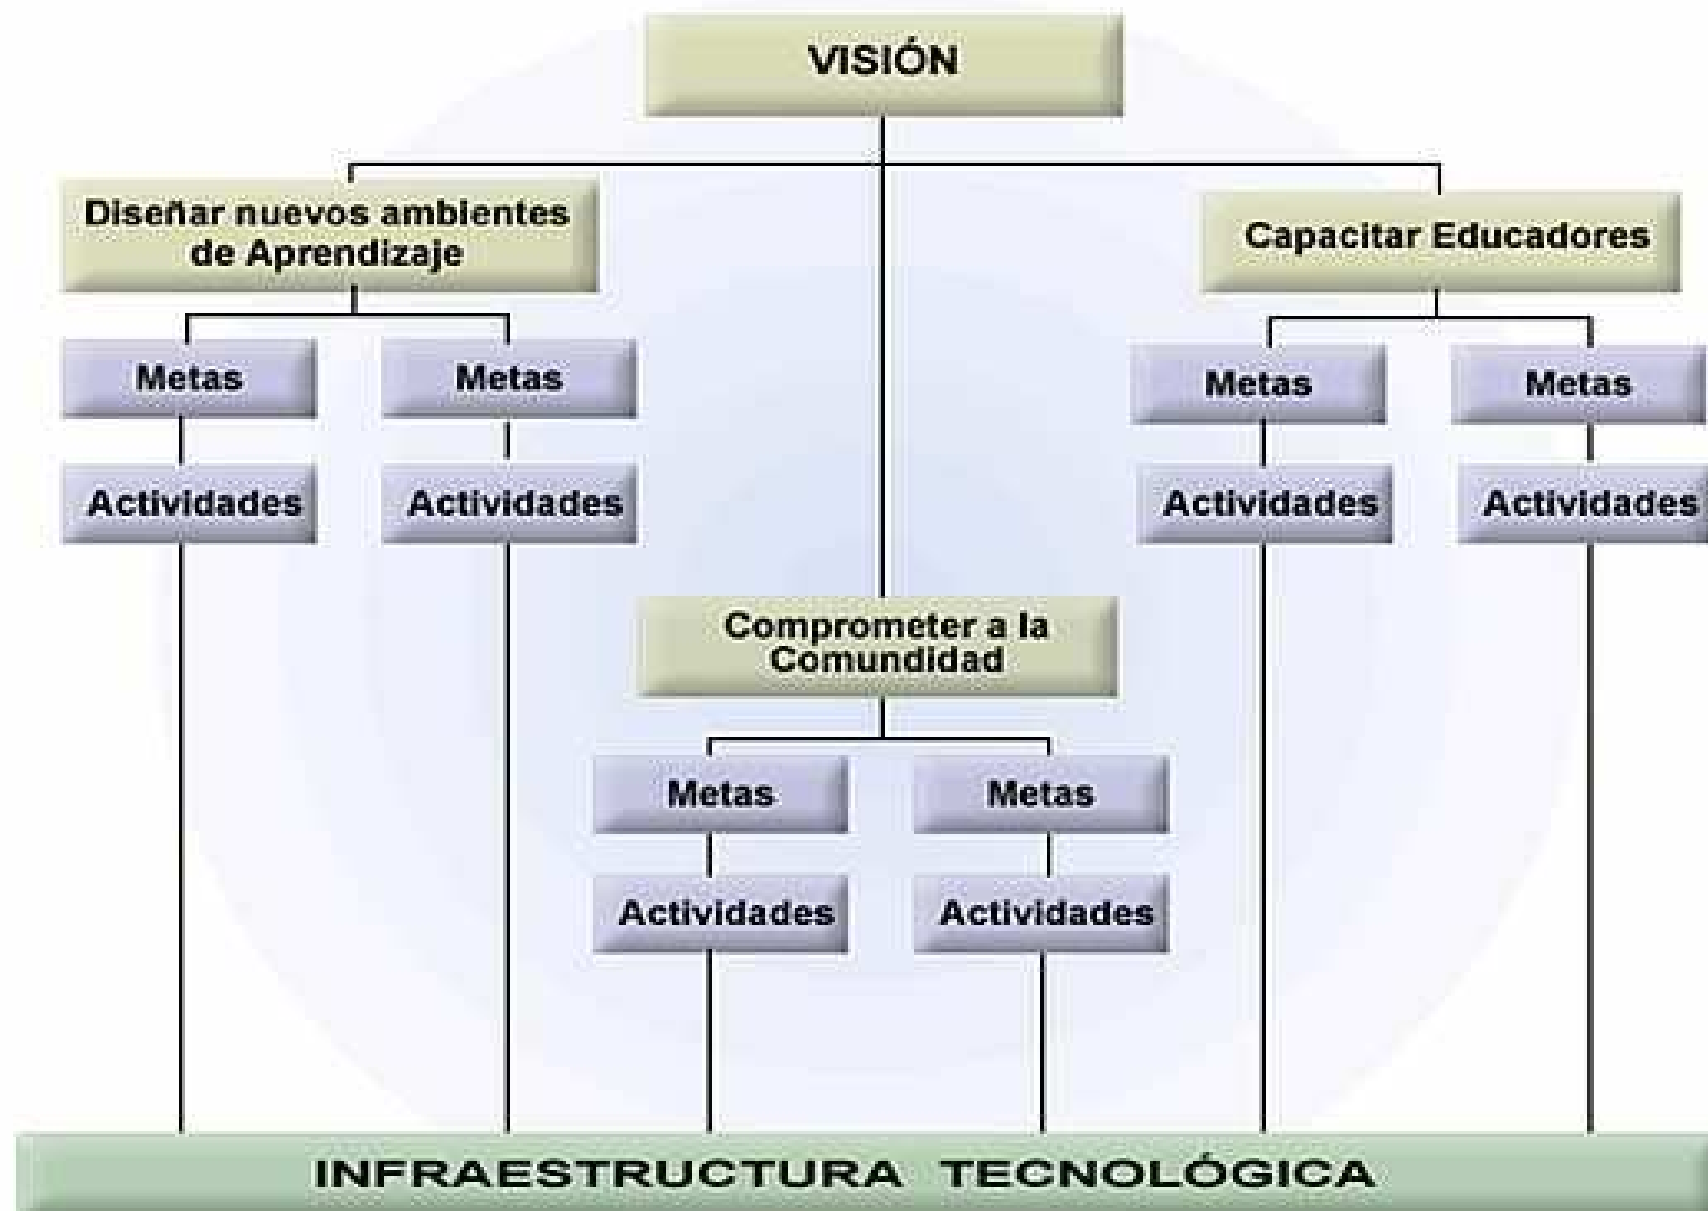 VISIÓN
Diseñar nuevos ambientes
de Aprendizaje
Capacitar Educadores
Metas
Metas
Metas
Metas
Actividades
Actividades
Actividades
Actividades
Comprometer a la
Comundidad
Metas
Metas
Actividades
Actividades
INFRAESTRUCTURA TECNOLÓGICA